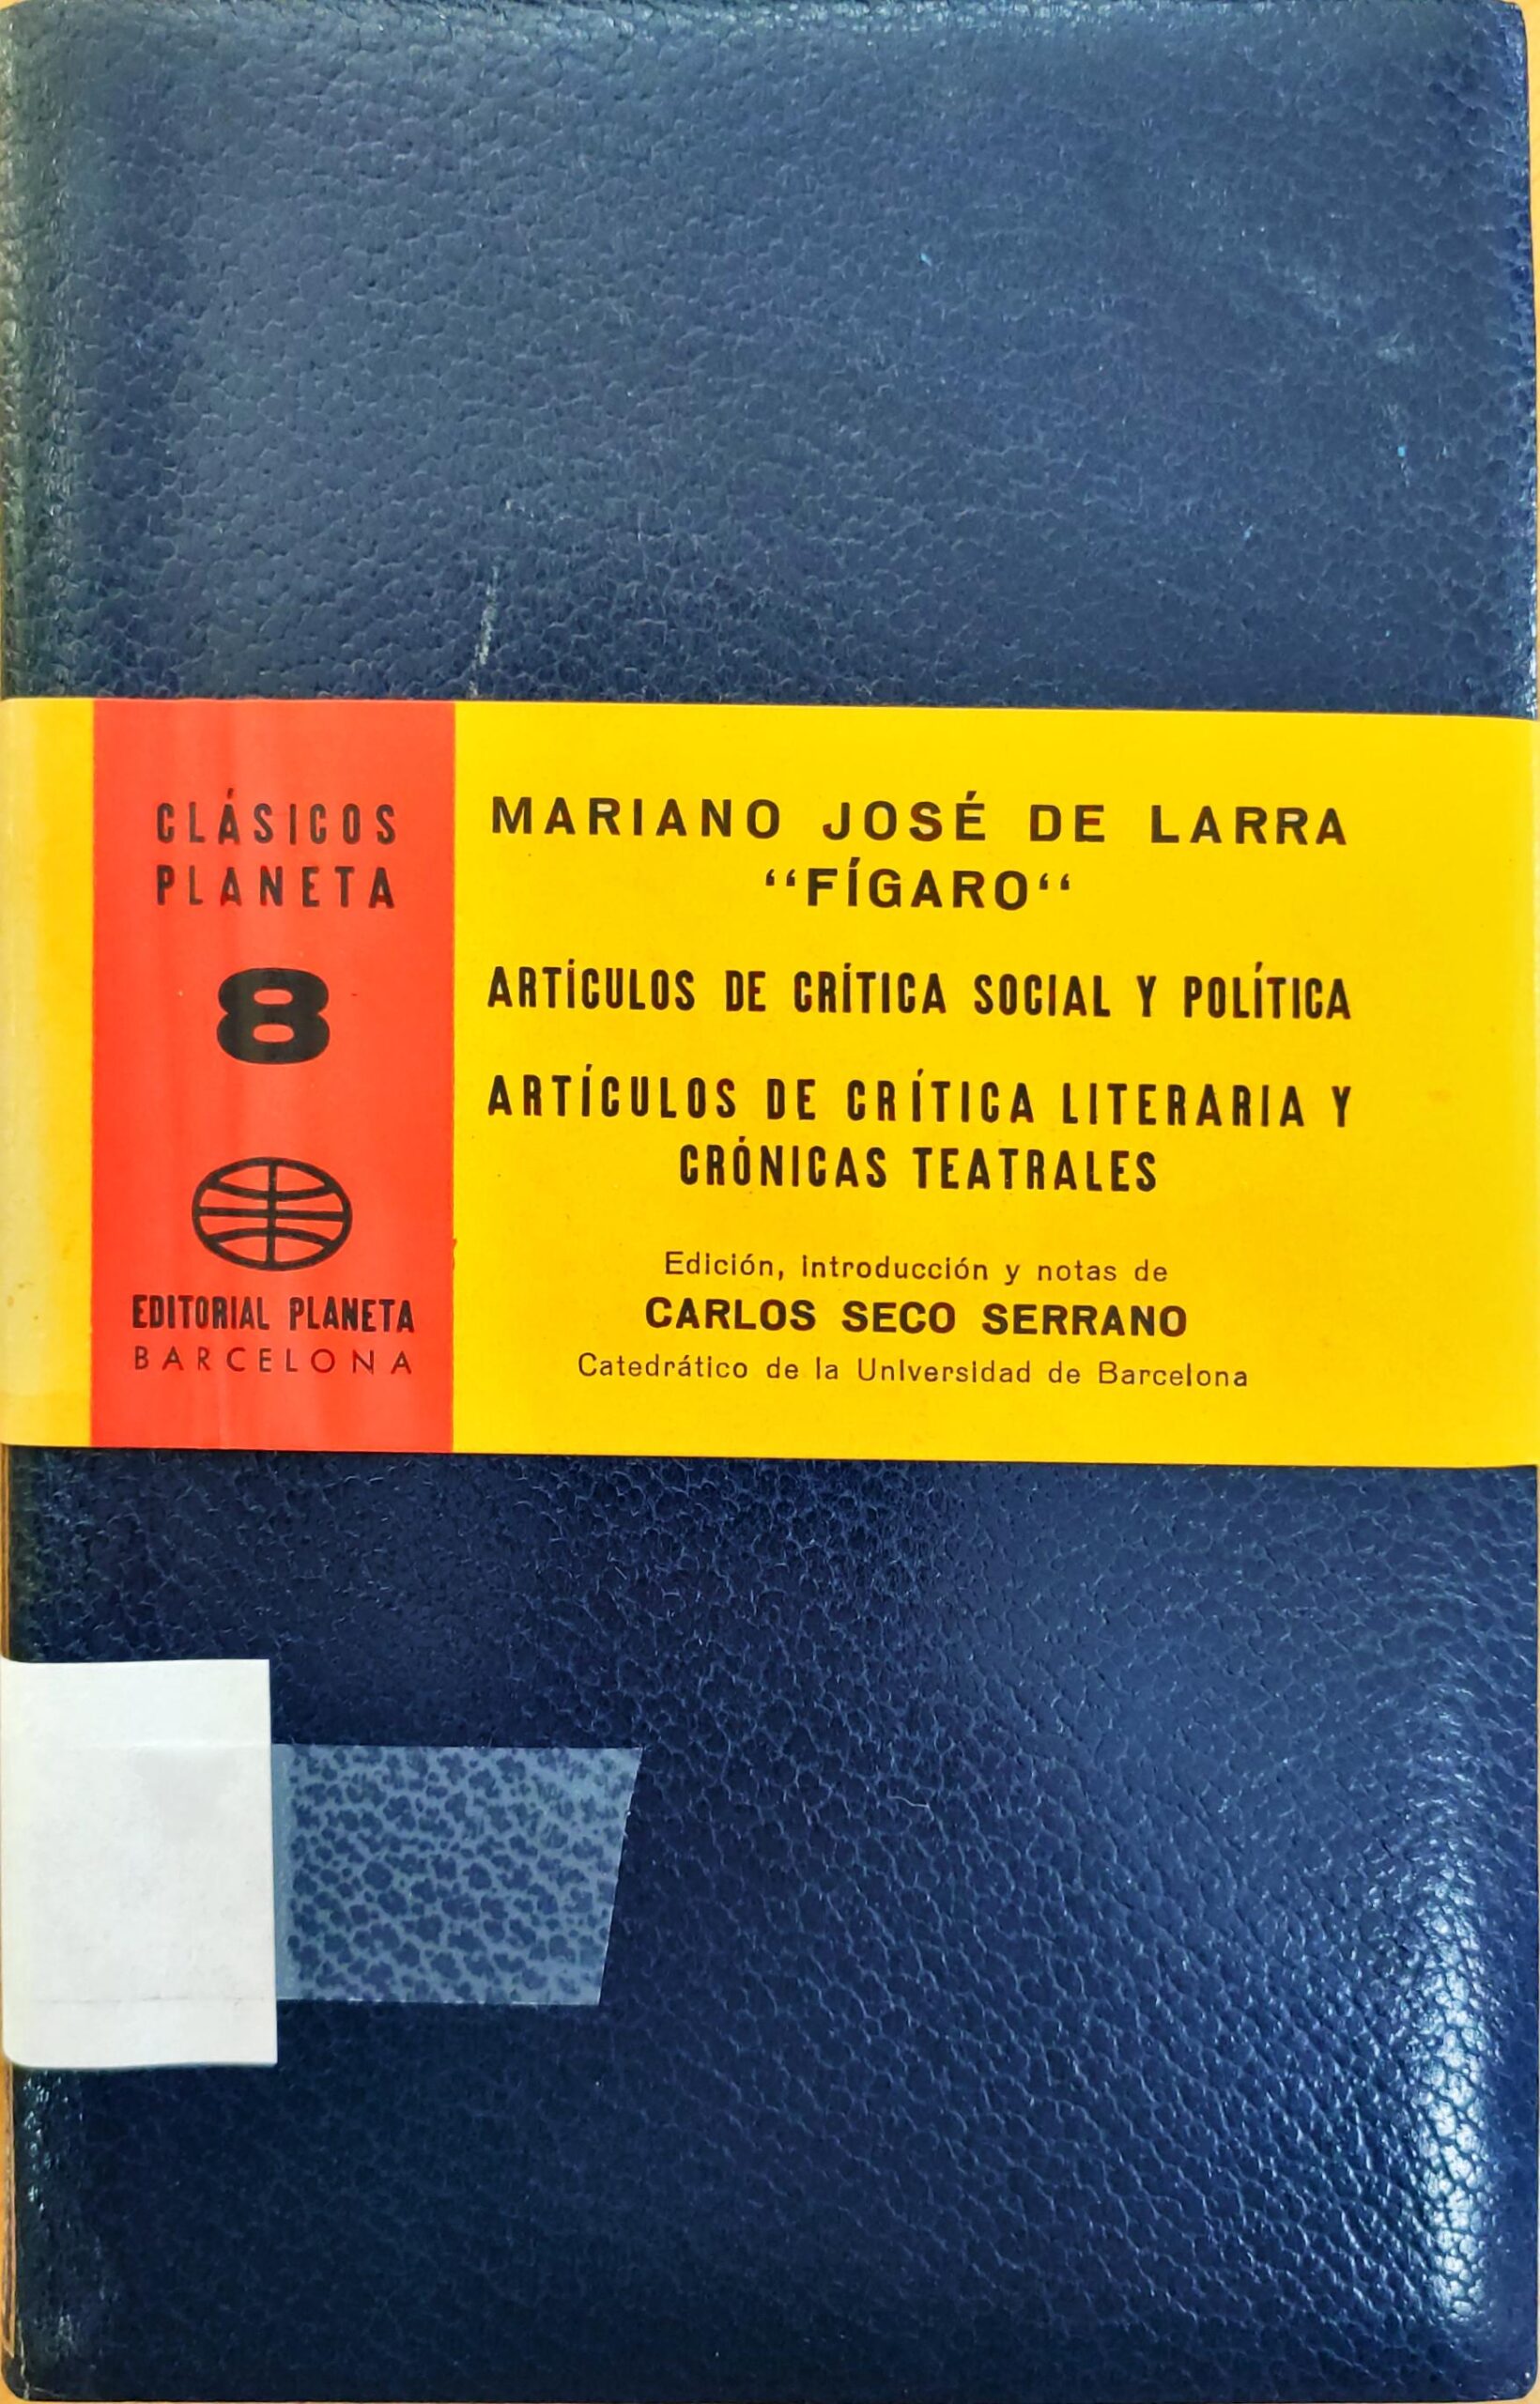 CLÁSICOS
PLANETA
8
EDITORIAL PLANETA
BARCELONA
MARIANO JOSÉ DE LARRA
“FÍGARO“
ARTÍCULOS DE CRÍTICA SOCIAL Y POLÍTICA
ARTÍCULOS DE CRÍTICA LITERARIA Y
CRÓNICAS TEATRALES
Edición, introducción y notas de
CARLOS SECO SERRANO
Catedrático de la Universidad de Barcelona